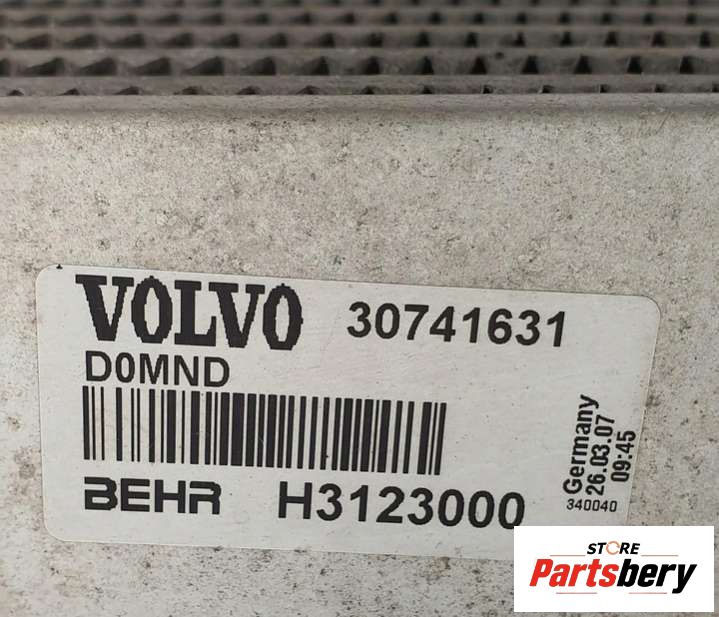 VOLVO 30741631
D0MND
BEHR H3123000
Germany
26.03.07
09:45
340040
STORE
Partsbery